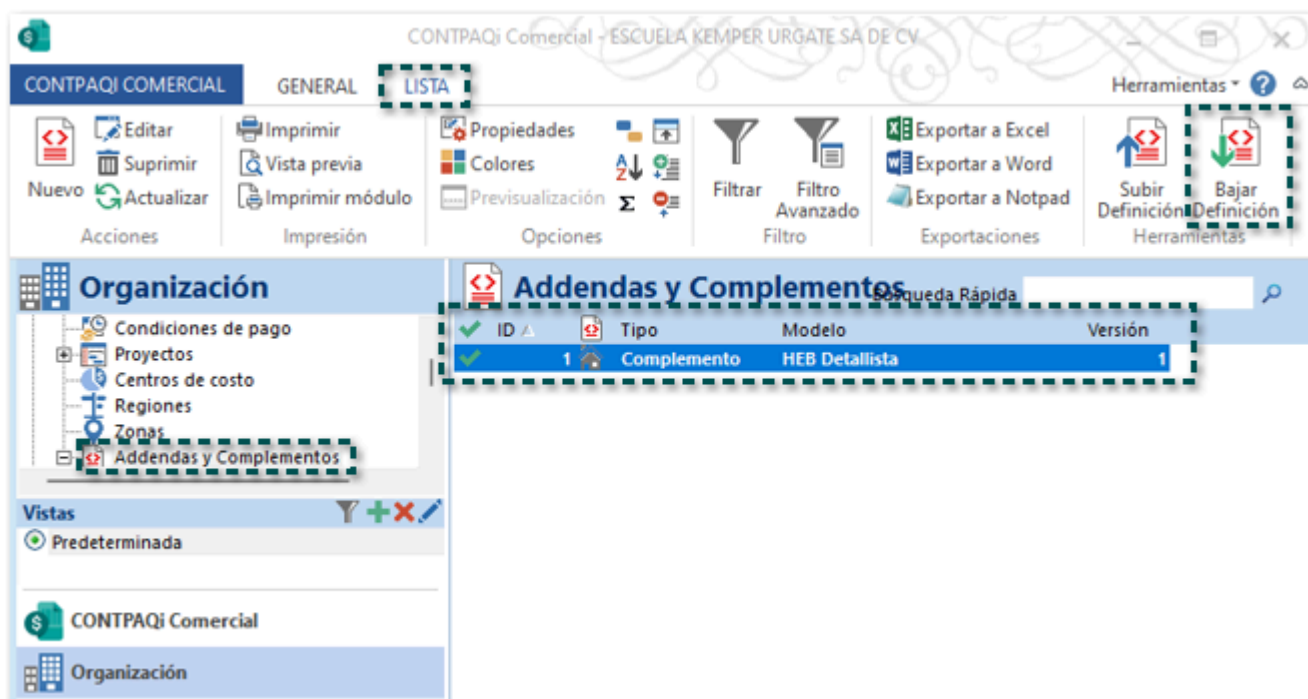 CONTPAQi Comercial - ESCUELA KEMPER URGATE SA DE CV
CONTPAQI COMERCIAL GENERAL LISTA Herramientas
Editar Imprimir Propiedades Exportar a Excel
Suprimir Vista previa Colores Exportar a Word
Nuevo Actualizar Imprimir módulo Previsualización Filtrar Filtro Avanzado Exportar a Notpad Subir Definición Bajar Definición
Acciones Impresión Opciones Filtro Exportaciones Herramientas
Organización
Condiciones de pago
Proyectos
Centros de costo
Regiones
Zonas
Addendas y Complementos
Vistas
Predeterminada
CONTPAQi Comercial
Organización
Addendas y Complementos Búsqueda Rápida
ID Tipo Modelo Versión
1 Complemento HEB Detallista 1